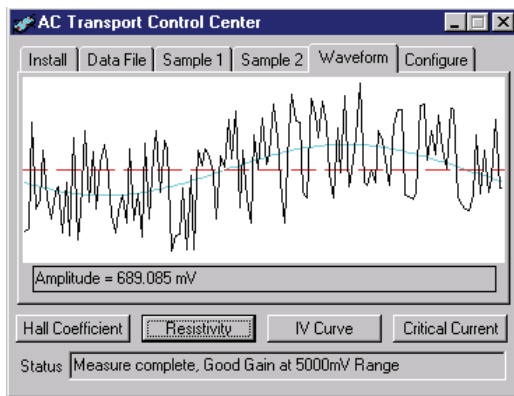 AC Transport Control Center
Install Data File Sample 1 Sample 2 Waveform Configure
Amplitude = 689.085 mV
Hall Coefficient Resistivity IV Curve Critical Current
Status Measure complete, Good Gain at 5000mV Range